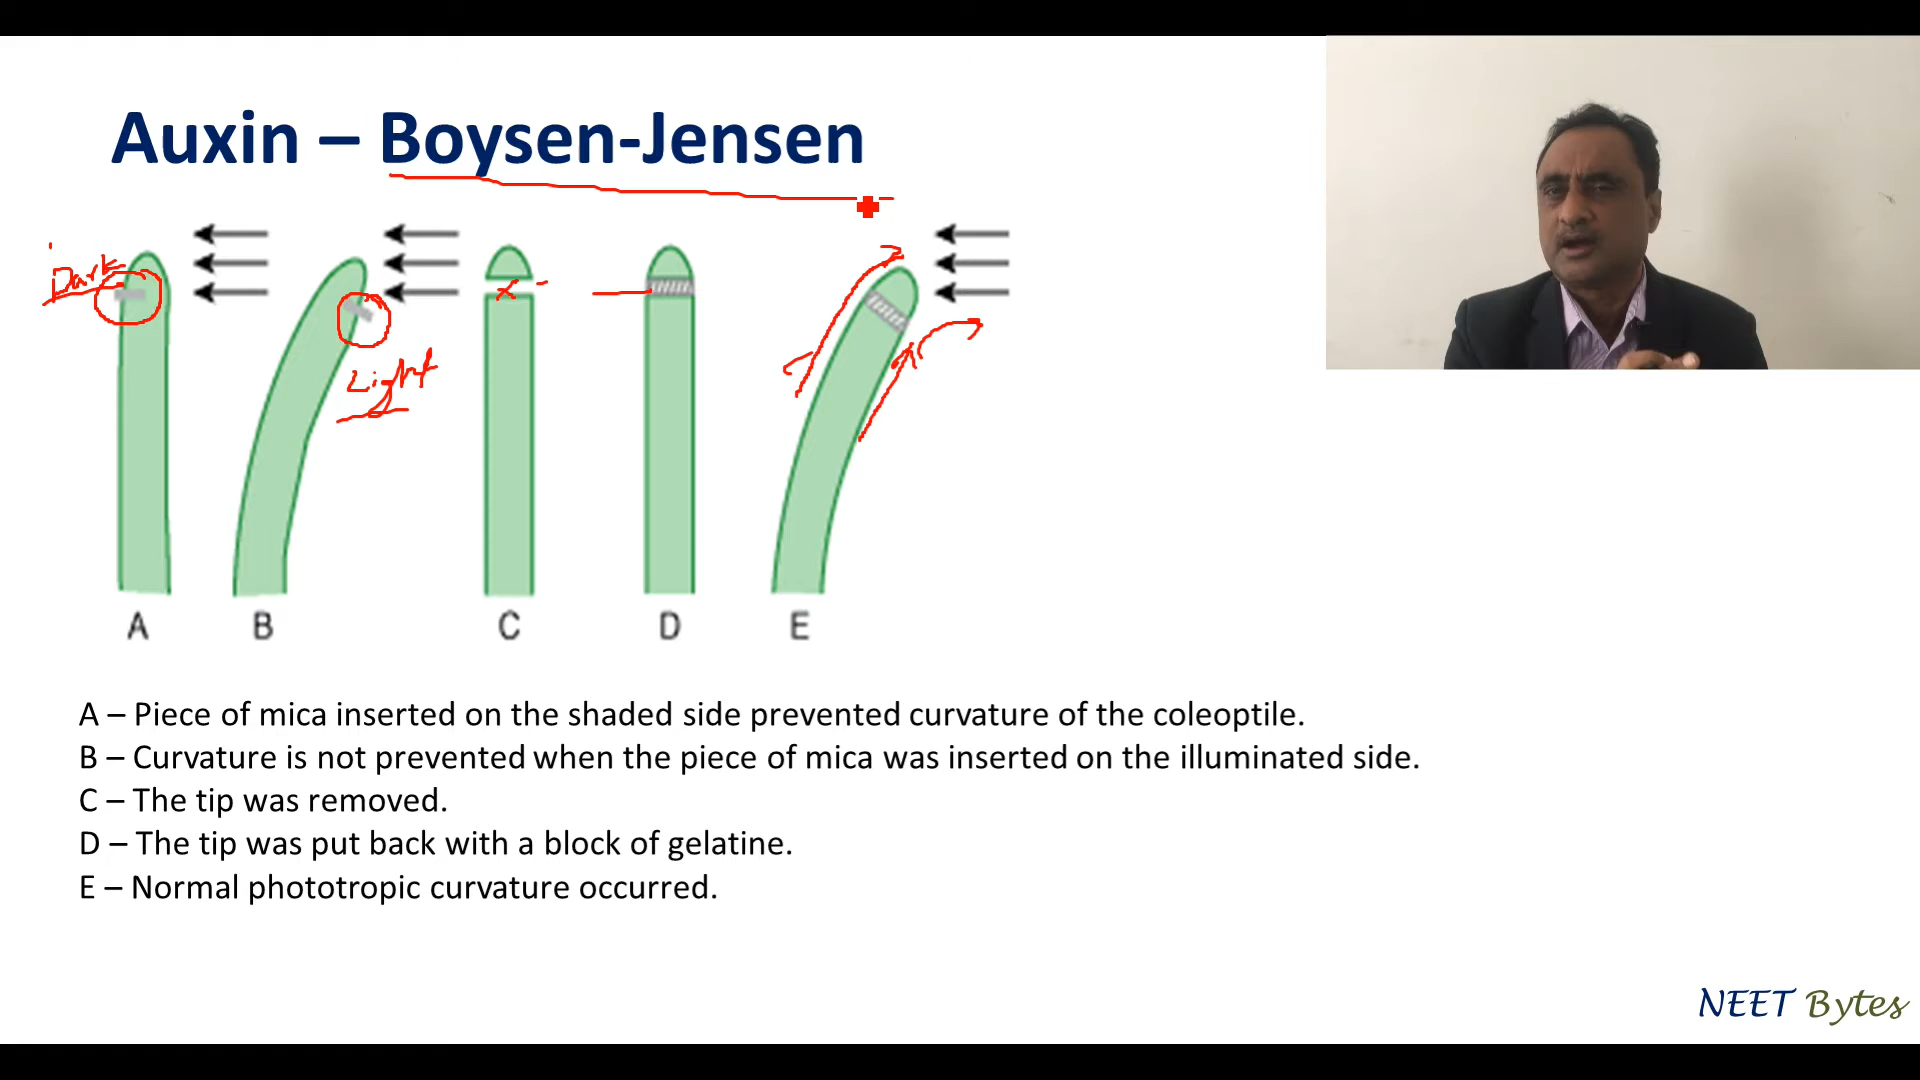 Auxin – Boysen-Jensen
Dark
Light
A
B
C
D
E
A – Piece of mica inserted on the shaded side prevented curvature of the coleoptile.
B – Curvature is not prevented when the piece of mica was inserted on the illuminated side.
C – The tip was removed.
D – The tip was put back with a block of gelatine.
E – Normal phototropic curvature occurred.
NEET Bytes